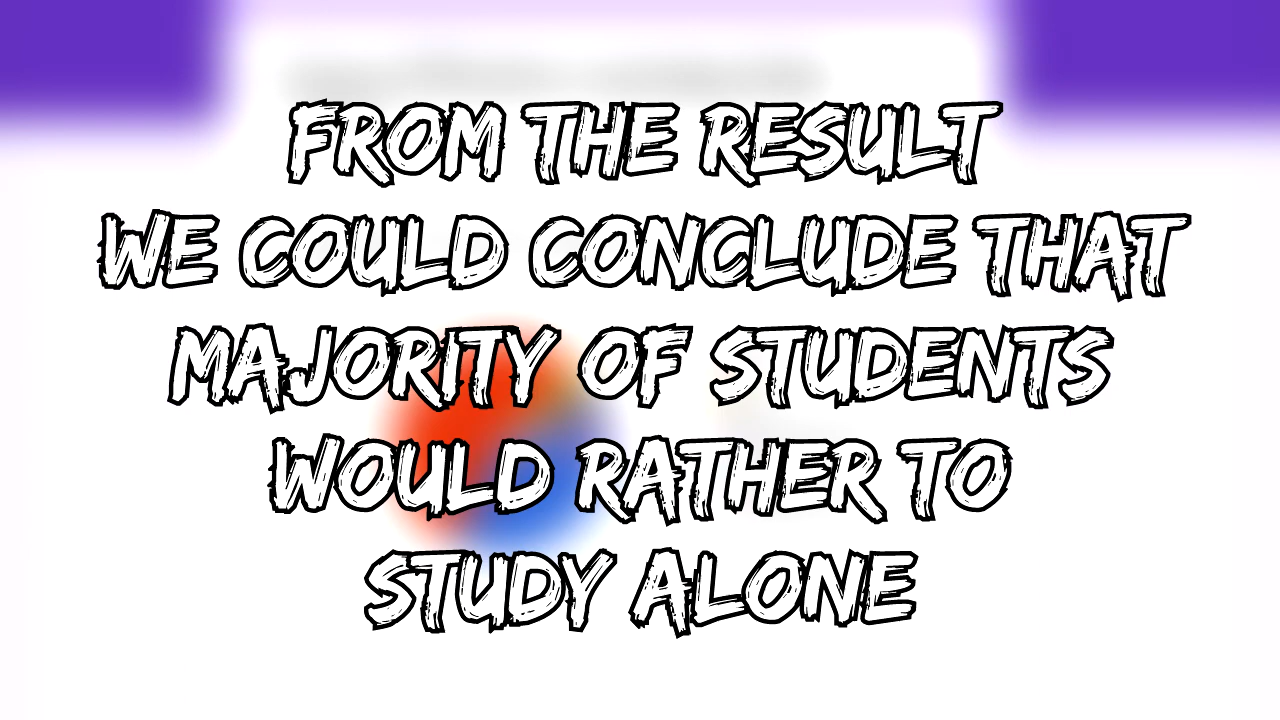 FROM THE RESULT
WE COULD CONCLUDE THAT
MAJORITY OF STUDENTS
WOULD RATHER TO
STUDY ALONE